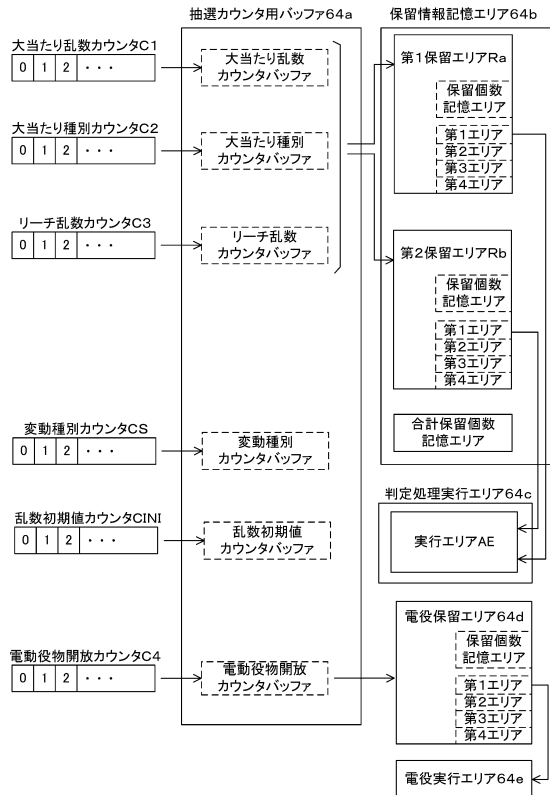 抽選カウンタ用バッファ64a
保留情報記憶エリア64b
大当たり乱数カウンタC1
0 1 2 ・・・
大当たり乱数
カウンタバッファ
大当たり種別カウンタC2
0 1 2 ・・・
大当たり種別
カウンタバッファ
リーチ乱数カウンタC3
0 1 2 ・・・
リーチ乱数
カウンタバッファ
第1保留エリアRa
保留個数
記憶エリア
第1エリア
第2エリア
第3エリア
第4エリア
第2保留エリアRb
保留個数
記憶エリア
第1エリア
第2エリア
第3エリア
第4エリア
合計保留個数
記憶エリア
変動種別カウンタCS
0 1 2 ・・・
変動種別
カウンタバッファ
乱数初期値カウンタCINI
0 1 2 ・・・
乱数初期値
カウンタバッファ
判定処理実行エリア64c
実行エリアAE
電動役物開放カウンタC4
0 1 2 ・・・
電動役物開放
カウンタバッファ
電役保留エリア64d
保留個数
記憶エリア
第1エリア
第2エリア
第3エリア
第4エリア
電役実行エリア64e